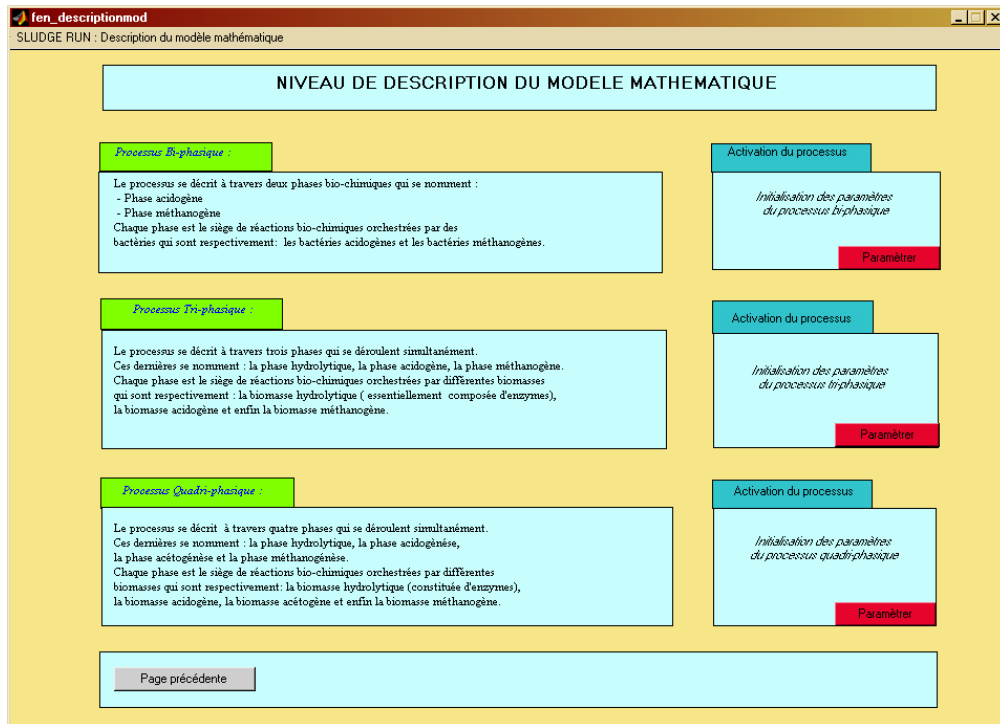 fen_descriptionmod
SLUDGE RUN : Description du modèle mathématique
NIVEAU DE DESCRIPTION DU MODELE MATHEMATIQUE
Processus Bi-phasique :
Le processus se décrit à travers deux phases bio-chimiques qui se nomment :
- Phase acidogène
- Phase méthanogène
Chaque phase est le siège de réactions bio-chimiques orchestrées par des
bactéries qui sont respectivement: les bactéries acidogènes et les bactéries méthanogènes.
Activation du processus
Initialisation des paramètres
du processus bi-phasique
Paramètrer
Processus Tri-phasique :
Le processus se décrit à travers trois phases qui se déroulent simultanément.
Ces dernières se nomment : la phase hydrolytique, la phase acidogène, la phase méthanogène.
Chaque phase est le siège de réactions bio-chimiques orchestrées par différentes biomasses
qui sont respectivement : la biomasse hydrolytique ( essentiellement composée d'enzymes),
la biomasse acidogène et enfin la biomasse méthanogène.
Activation du processus
Initialisation des paramètres
du processus tri-phasique
Paramètrer
Processus Quadri-phasique :
Le processus se décrit à travers quatre phases qui se déroulent simultanément.
Ces dernières se nomment : la phase hydrolytique, la phase acidogènése,
la phase acétogénèse et la phase méthanogénèse.
Chaque phase est le siège de réactions bio-chimiques orchestrées par différentes
biomasses qui sont respectivement: la biomasse hydrolytique (constituée d'enzymes),
la biomasse acidogène, la biomasse acétogène et enfin la biomasse méthanogène.
Activation du processus
Initialisation des paramètres
du processus quadri-phasique
Paramètrer
Page précédente